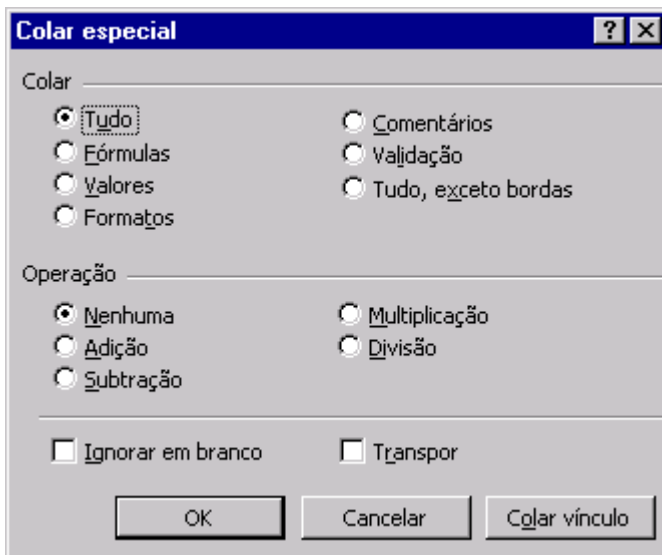 Colar especial
Colar
Tudo
Comentários
Fórmulas
Validação
Valores
Tudo, exceto bordas
Formatos
Operação
Nenhuma
Multiplicação
Adição
Divisão
Subtração
Ignorar em branco
Transpor
OK
Cancelar
Colar vínculo